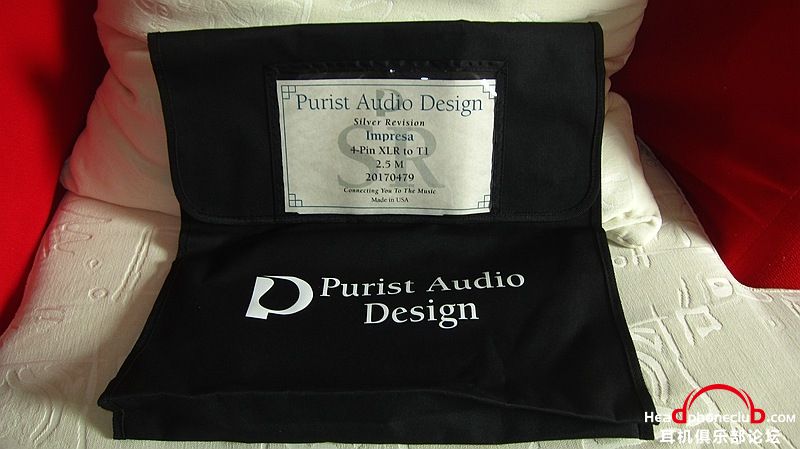 Purist Audio Design
Silver Revision
Impresa
4-Pin XLR to T1
2.5 M
20170479
Connecting You To The Music
Made in USA
SR
Purist Audio
Design
Headphoneclub.com
耳机俱乐部论坛